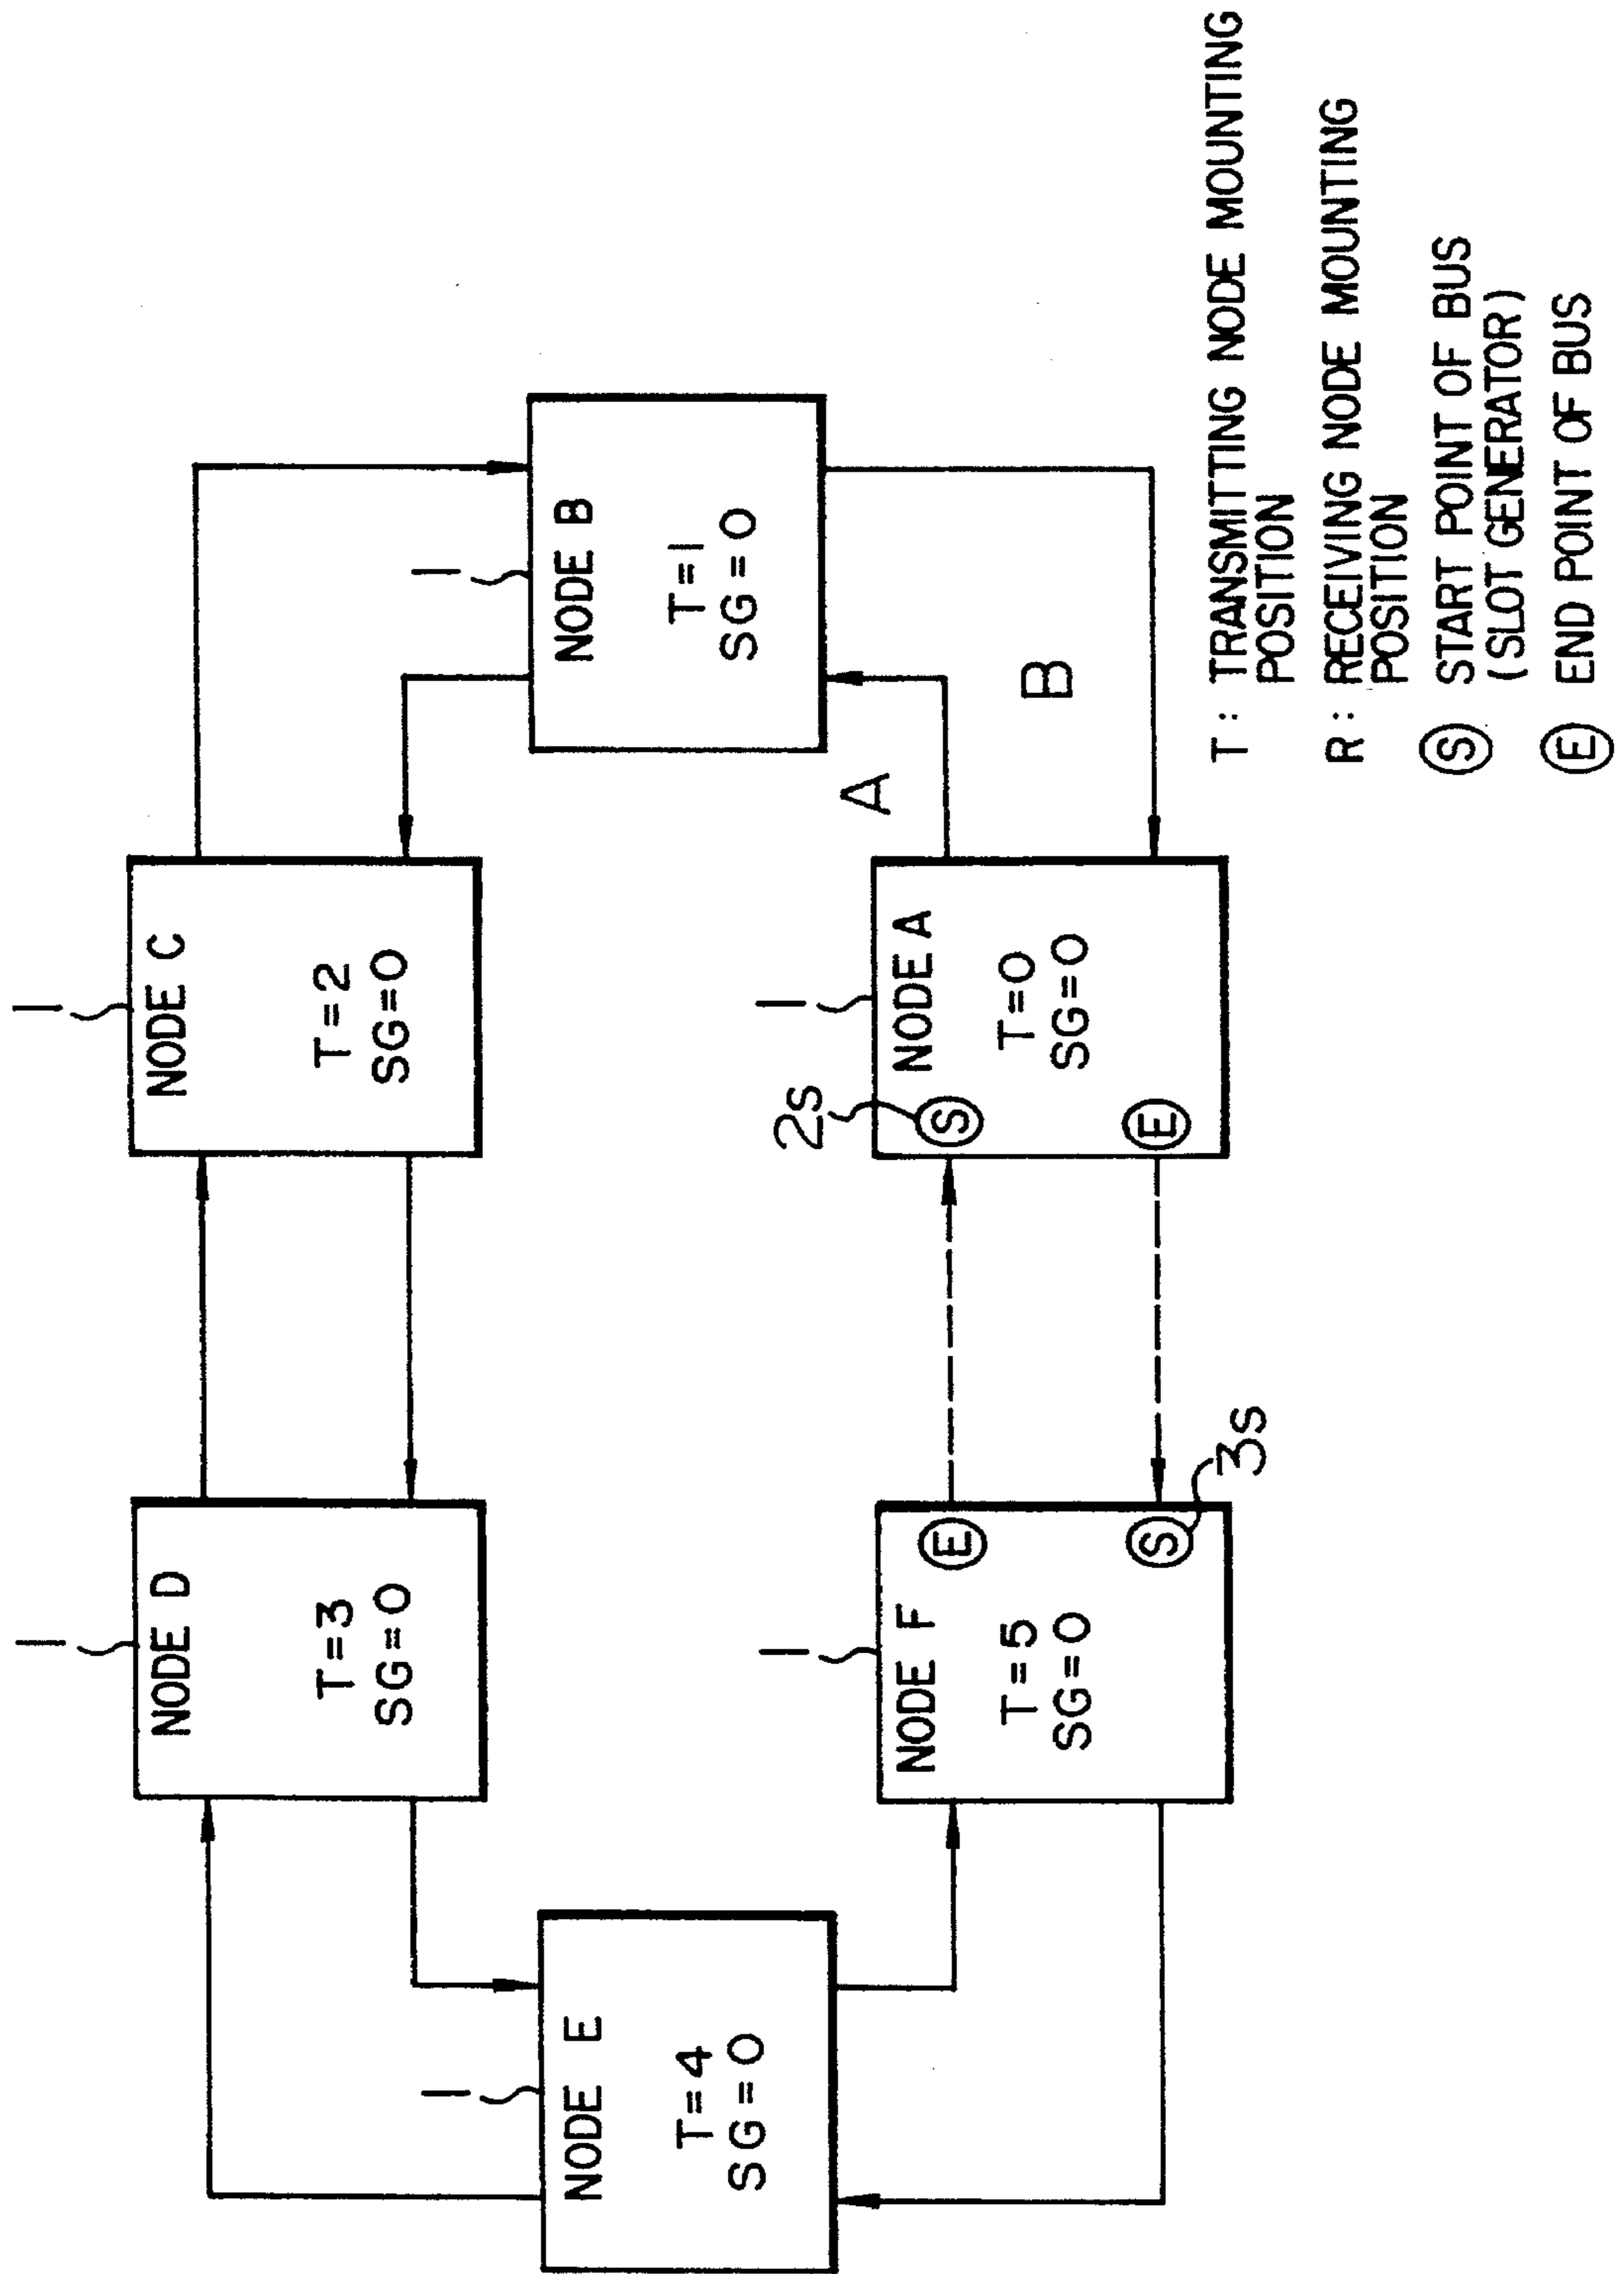 1
NODE D
T=3
SG=0
1
NODE C
T=2
SG=0
1
NODE E
T=4
SG=0
1
NODE B
T=1
SG=0
1
NODE F
T=5
SG=0
E
S
3s
A
B
1
2s
NODE A
T=0
SG=0
S
E
T: TRANSMITTING NODE MOUNTING
POSITION
R: RECEIVING NODE MOUNTING
POSITION
S START POINT OF BUS
(SLOT GENERATOR)
E END POINT OF BUS